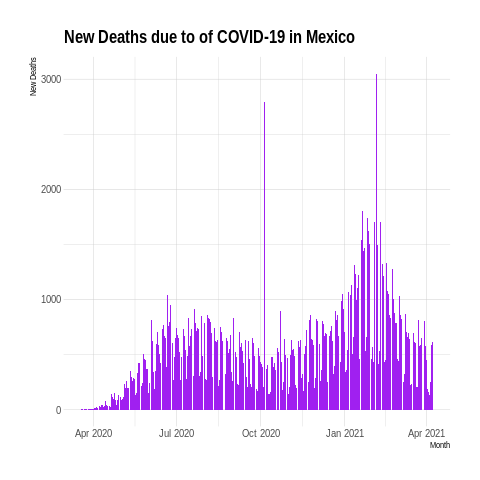 New Deaths due to of COVID-19 in Mexico
New Deaths
3000
2000
1000
0
Apr 2020 Jul 2020 Oct 2020 Jan 2021 Apr 2021
Month